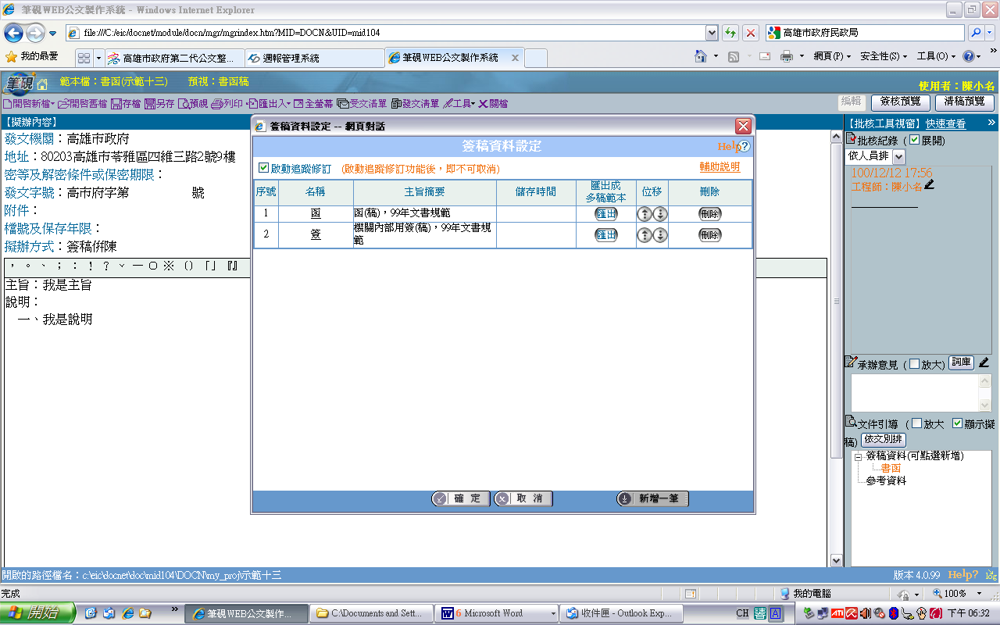 筆硯WEB公文製作系統 - Windows Internet Explorer
file:///C:/eic/docnet/module/docn/mgr/mgrindex.htm?MID=DOCN&UID=mid104
高雄市政府民政局
我的最愛
高雄市政府第二代公文整...
週報管理系統
筆硯WEB公文製作系統
網頁(P)
安全性(S)
工具(O)
筆硯
範本檔：書函(示範十三)
預視：書函稿
使用者：陳小名
開啓新檔
開啓舊檔
存檔
另存
預視
列印
匯出入
全螢幕
受文清單
發文清單
工具
關檔
編輯
簽核預覽
清稿預覽
【擬辦內容】
發文機關：高雄市政府
地址：80203高雄市苓雅區四維三路2號9樓
密等及解密條件或保密期限：
發文字號：高市府字第 號
附件：
檔號及保存年限：
擬辦方式：簽稿併陳
，。、；：！？﹀—○※（）「」『』
主旨：我是主旨
說明：
一、我是說明
簽稿資料設定 -- 網頁對話
簽稿資料設定
Help
啟動追蹤修訂 (啟動追蹤修訂功能後，即不可取消)
輔助説明
序號 名稱 主旨摘要 儲存時間 匯出成多稿範本 位移 刪除
1 函 函(稿)，99年文書規範 匯出 刪除
2 簽 機關內部用簽(稿)，99年文書規範 匯出 刪除
確 定
取 消
新增一筆
【批核工具視窗】快速查看
批核紀錄 ( 展開)
依人員排
100/12/12 17:56
工程師：陳小名
承辦意見 ( 放大) 詞庫
文件引導 ( 放大 顯示擬稿) 依文別排
簽稿資料(可點選新增)
書函
參考資料
開啟的路徑檔名：c:\eic\docnet\doc\mid104\DOCN\my_proj\示範十三
版本 4.0.99 Help? log
完成
我的電腦
100%
開始
筆硯WEB公文製作...
C:\Documents and Sett...
6 Microsoft Word
收件匣 - Outlook Exp...
CH
下午 06:32